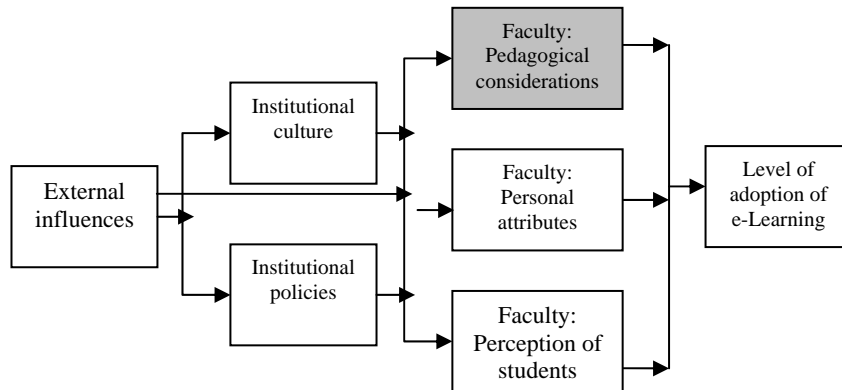 External
influences
Institutional
culture
Institutional
policies
Faculty:
Pedagogical
considerations
Faculty:
Personal
attributes
Faculty:
Perception of
students
Level of
adoption of
e-Learning